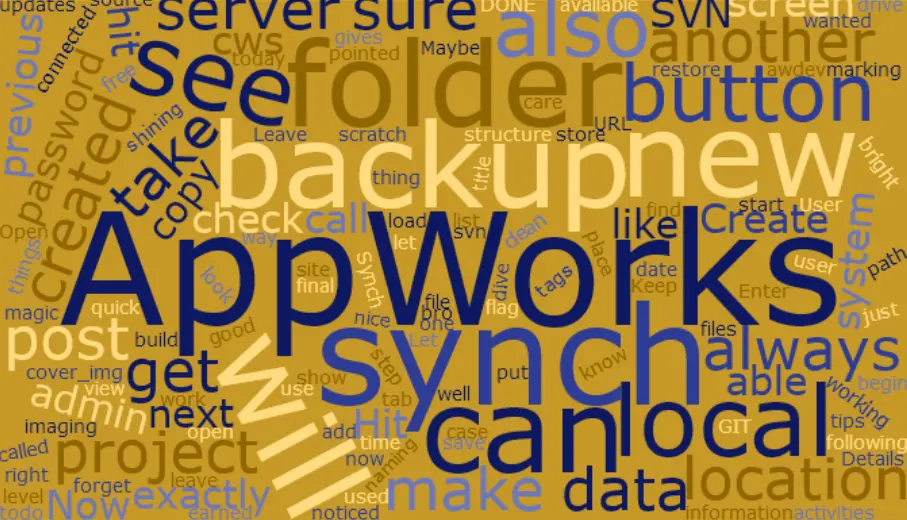 updates
source
server
sure
DONE
available
SVN
screen
drive
hit
cws
gives
today
pointed
Maybe
also
another
wanted
previous
connected
free
see
folder
button
restore
awdev
marking
password
shining
care
URL
created
take
copy
Leave
scratch
structure
store
backup
new
bright
thing
title
check
call
load
list
svn
clean
like
find
start
User
Create
system
Open
way
let
place
user
path
things
AppWorks
look
site
final
Synch
file
dive
tags
date
Keep
Enter
magic
quick
nice
pro
one
flag
files
just
post
build
good
Let
synch
know
always
cover_img
get
will
show
step
put
able
begin
view
work
use
tab
well
working
admin
next
open
add
Hit
case
can
local
GIT
tips
imaging
time
save
following
called
project
now
naming
Details
right
forget
leave
location
level
Now
exactly
used
make
data
todo
earned
noticed
information
activities